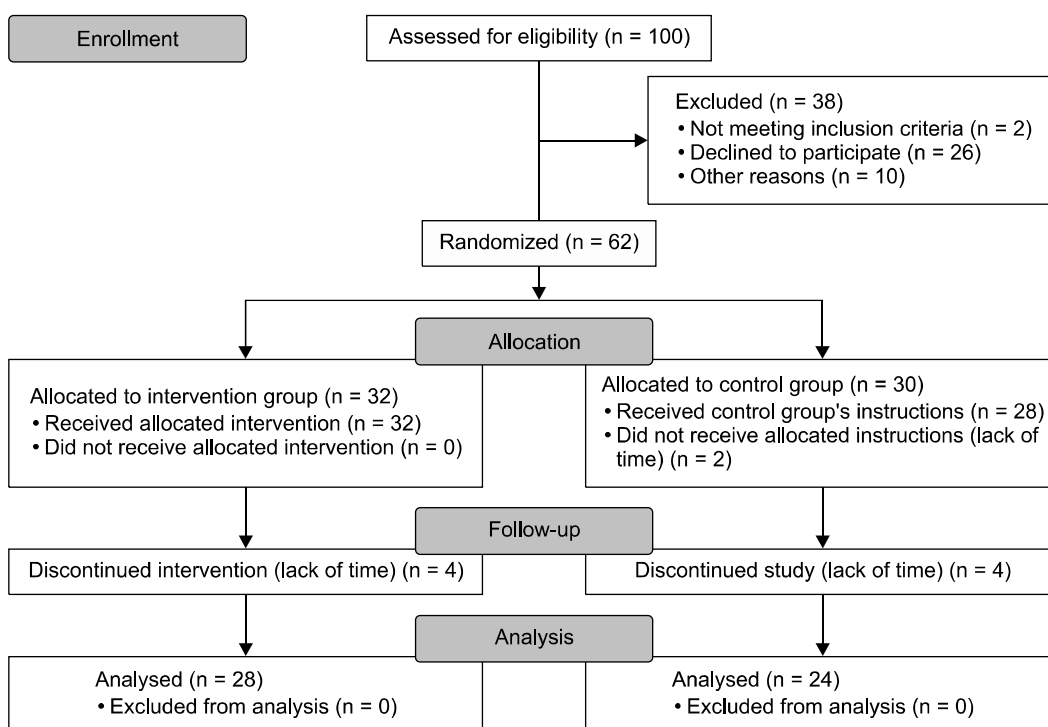 Enrollment
Assessed for eligibility (n = 100)
Excluded (n = 38)
• Not meeting inclusion criteria (n = 2)
• Declined to participate (n = 26)
• Other reasons (n = 10)
Randomized (n = 62)
Allocation
Allocated to intervention group (n = 32)
• Received allocated intervention (n = 32)
• Did not receive allocated intervention (n = 0)
Allocated to control group (n = 30)
• Received control group's instructions (n = 28)
• Did not receive allocated instructions (lack of
time) (n = 2)
Follow-up
Discontinued intervention (lack of time) (n = 4)
Discontinued study (lack of time) (n = 4)
Analysis
Analysed (n = 28)
• Excluded from analysis (n = 0)
Analysed (n = 24)
• Excluded from analysis (n = 0)